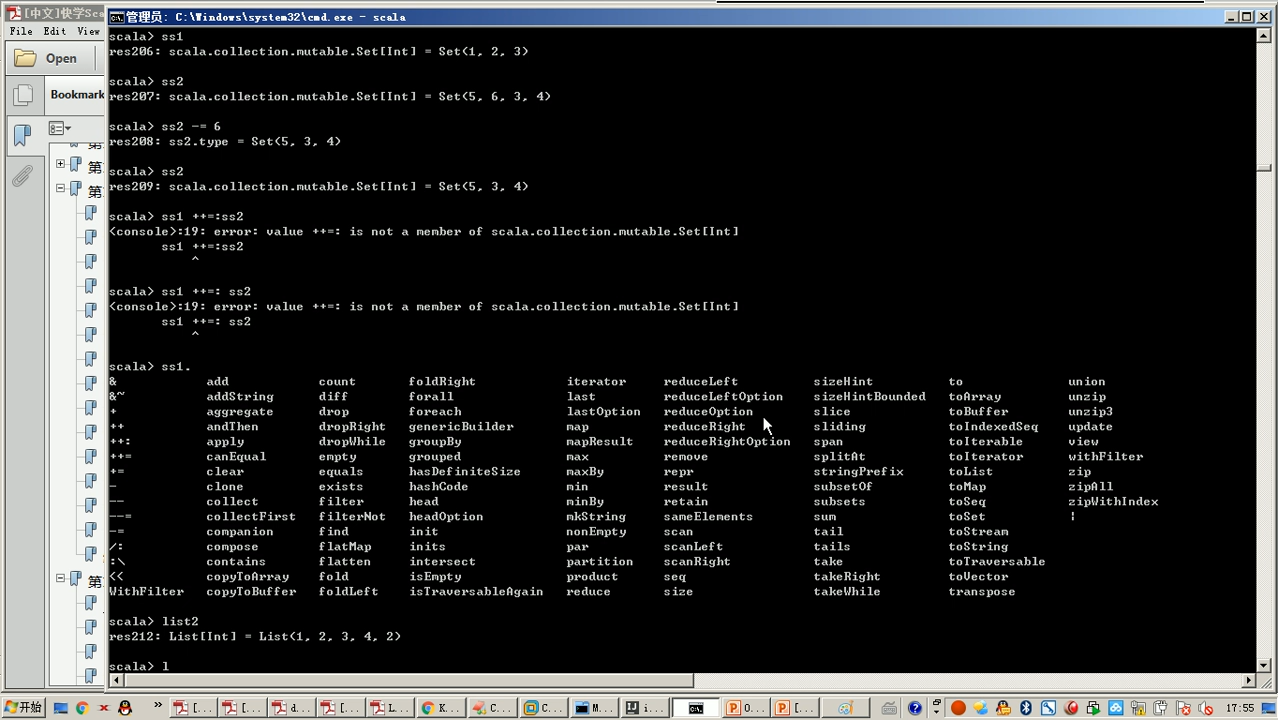 [中文]快学Sca
管理员: C:\Windows\system32\cmd.exe - scala
File Edit View
Open
Bookmark
第
第
第
scala> ss1
res206: scala.collection.mutable.Set[Int] = Set(1, 2, 3)
scala> ss2
res207: scala.collection.mutable.Set[Int] = Set(5, 6, 3, 4)
scala> ss2 -= 6
res208: ss2.type = Set(5, 3, 4)
scala> ss2
res209: scala.collection.mutable.Set[Int] = Set(5, 3, 4)
scala> ss1 ++=:ss2
<console>:19: error: value ++=: is not a member of scala.collection.mutable.Set[Int]
ss1 ++=:ss2
^
scala> ss1 ++=: ss2
<console>:19: error: value ++=: is not a member of scala.collection.mutable.Set[Int]
ss1 ++=: ss2
^
scala> ss1.
& add count foldRight iterator reduceLeft sizeHint to union
&~ addString diff forall last reduceLeftOption sizeHintBounded toArray unzip
+ aggregate drop foreach lastOption reduceOption slice toBuffer unzip3
++ andThen dropRight genericBuilder map reduceRight sliding toIndexedSeq update
++: apply dropWhile groupBy mapResult reduceRightOption span toIterable view
++= canEqual empty grouped max remove splitAt toIterator withFilter
+= clear equals hasDefiniteSize maxBy repr stringPrefix toList zip
- clone exists hashCode min result subsetOf toMap zipAll
-- collect filter head minBy retain subsets toSeq zipWithIndex
--= collectFirst filterNot headOption mkString sameElements sum toSet ¦
-= companion find init nonEmpty scan tail toStream
/: compose flatMap inits par scanLeft tails toString
:\ contains flatten intersect partition scanRight take toTraversable
<< copyToArray fold isEmpty product seq takeRight toVector
WithFilter copyToBuffer foldLeft isTraversableAgain reduce size takeWhile transpose
scala> list2
res212: List[Int] = List(1, 2, 3, 4, 2)
scala> l
开始 » [... [... d... [... L... K... C... C... M... i... O... [... 17:55